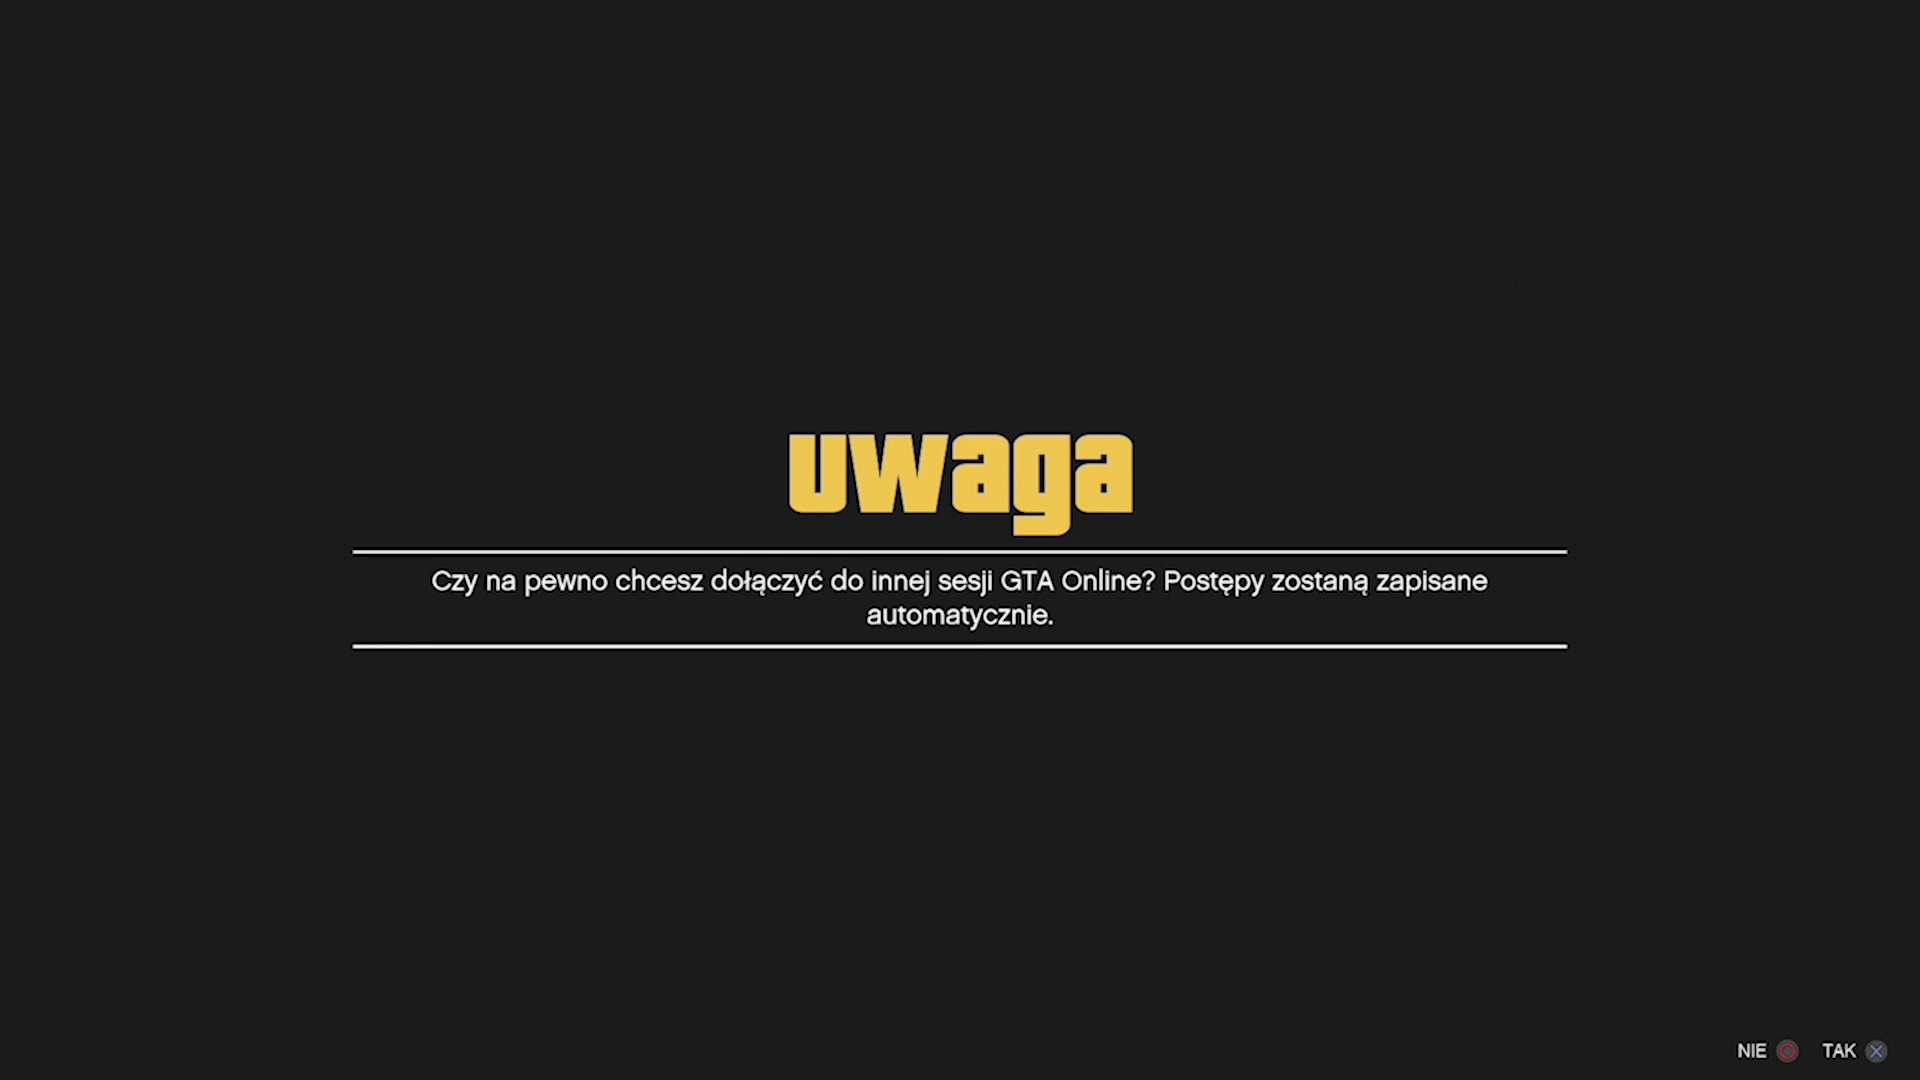 uwaga
Czy na pewno chcesz dołączyć do innej sesji GTA Online? Postępy zostaną zapisane
automatycznie.
NIE TAK